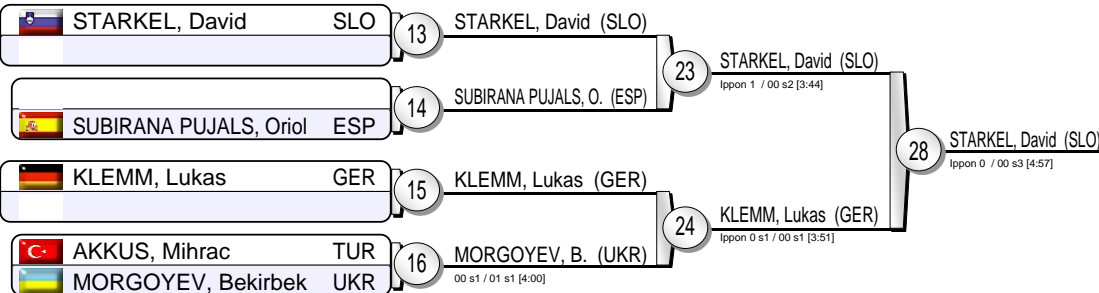 STARKEL, David SLO
13
STARKEL, David (SLO)
14
SUBIRANA PUJALS, O. (ESP)
SUBIRANA PUJALS, Oriol ESP
23
STARKEL, David (SLO)
Ippon 1 / 00 s2 [3:44]
KLEMM, Lukas GER
15
KLEMM, Lukas (GER)
AKKUS, Mihrac TUR
MORGOYEV, Bekirbek UKR
16
MORGOYEV, B. (UKR)
00 s1 / 01 s1 [4:00]
24
KLEMM, Lukas (GER)
Ippon 0 s1 / 00 s1 [3:51]
28
STARKEL, David (SLO)
Ippon 0 / 00 s3 [4:57]